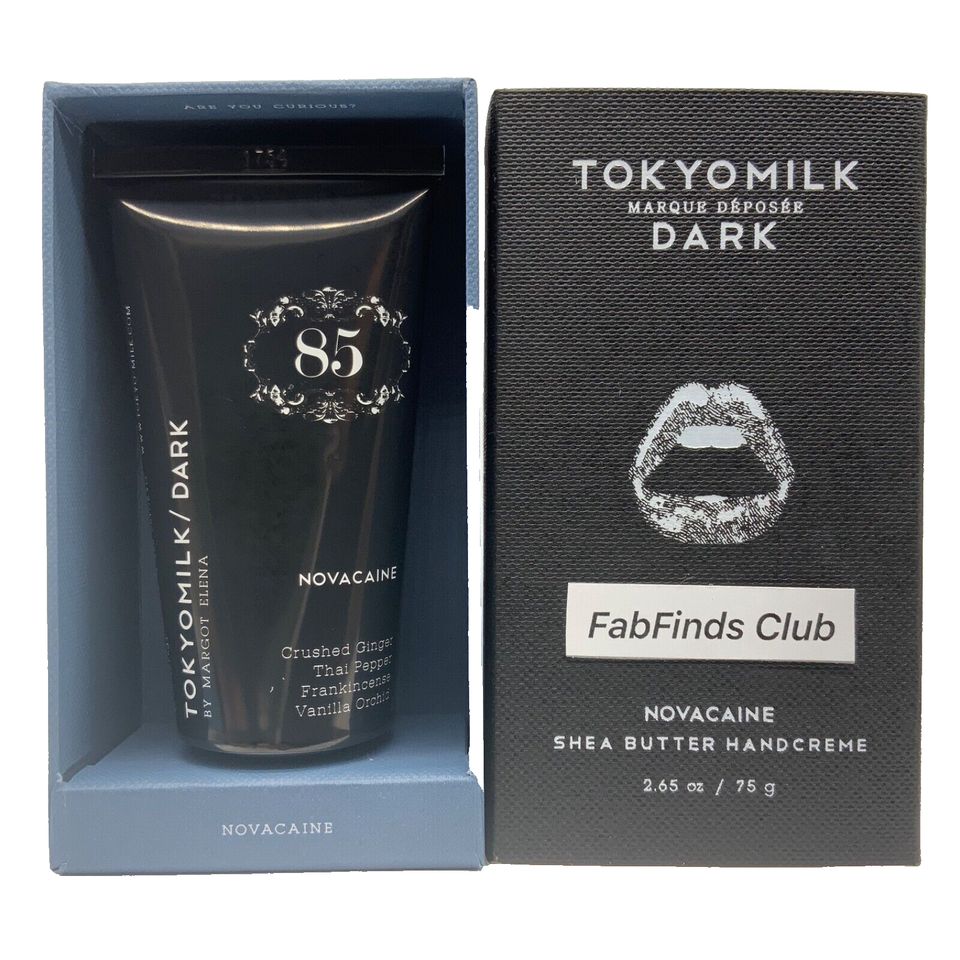 ARE YOU CURIOUS?
1754
85
TOKYOMILK/DARK
BY MARGOT ELENA
NOVACAINE
Crushed Ginger
Thai Pepper
Frankincense
Vanilla Orchid
NOVACAINE
TOKYOMILK
MARQUE DÉPOSÉE
DARK
FabFinds Club
NOVACAINE
SHEA BUTTER HANDCREME
2.65 oz / 75 g